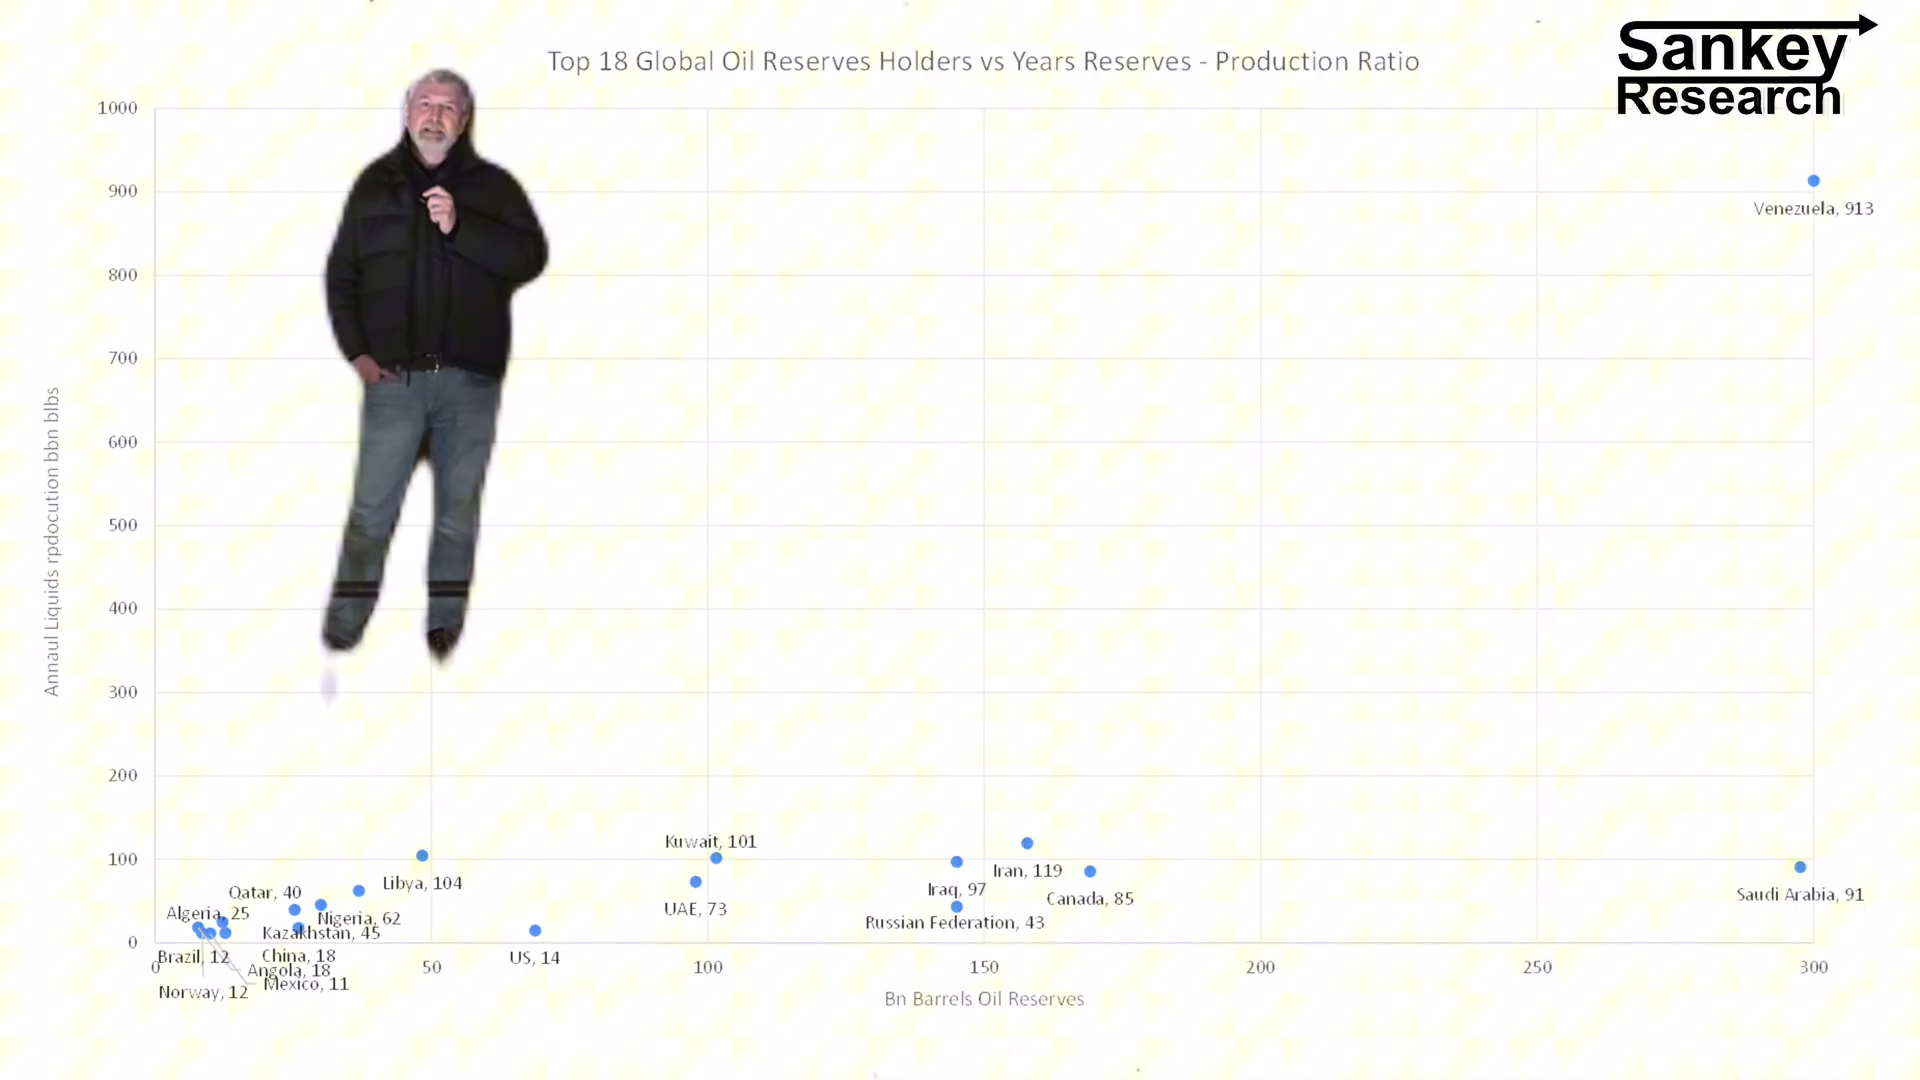 Sankey
Research
Top 18 Global Oil Reserves Holders vs Years Reserves - Production Ratio
1000
900
800
700
600
500
400
300
200
100
0
Annaul Liquids rpdocution bbn blbs
Venezuela, 913
Kuwait, 101
Iran, 119
Libya, 104
Iraq, 97
Canada, 85
Saudi Arabia, 91
Qatar, 40
UAE, 73
Algeria, 25
Nigeria, 62
Russian Federation, 43
Kazakhstan, 45
Brazil, 12
China, 18
US, 14
Angola, 18
Mexico, 11
Norway, 12
0
50
100
150
200
250
300
Bn Barrels Oil Reserves